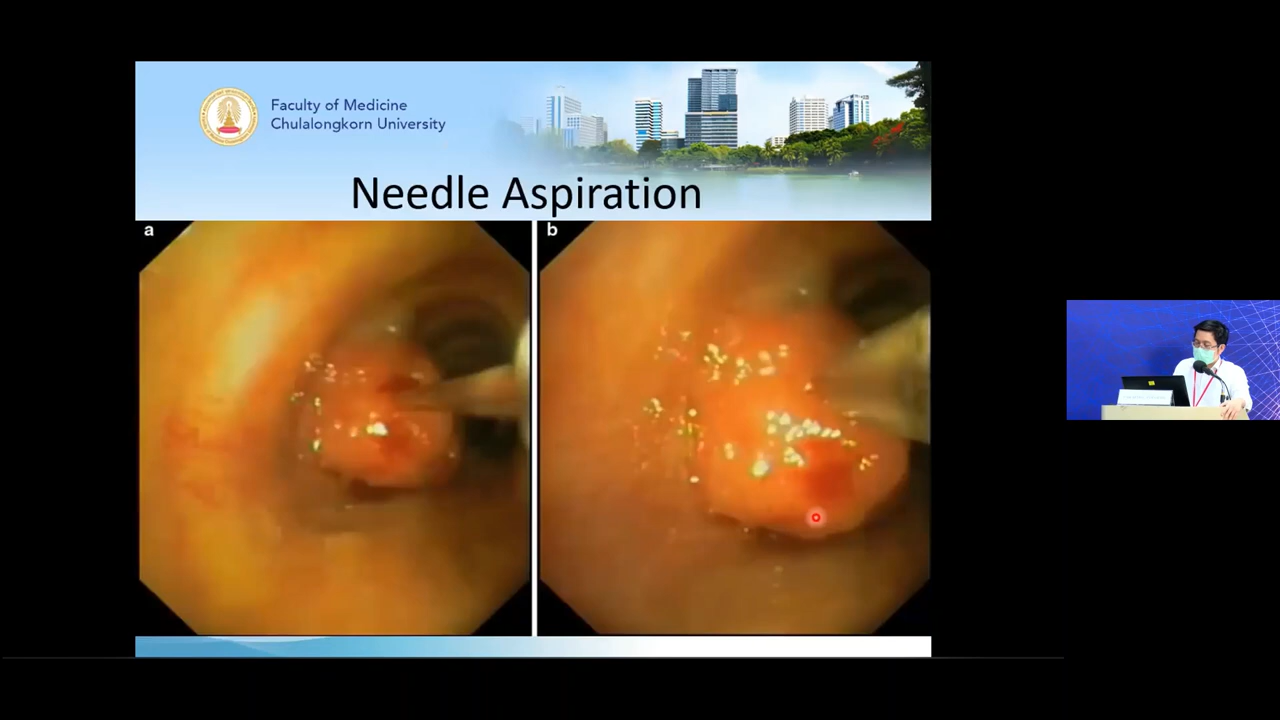 Faculty of Medicine
Chulalongkorn University
Needle Aspiration
a
b